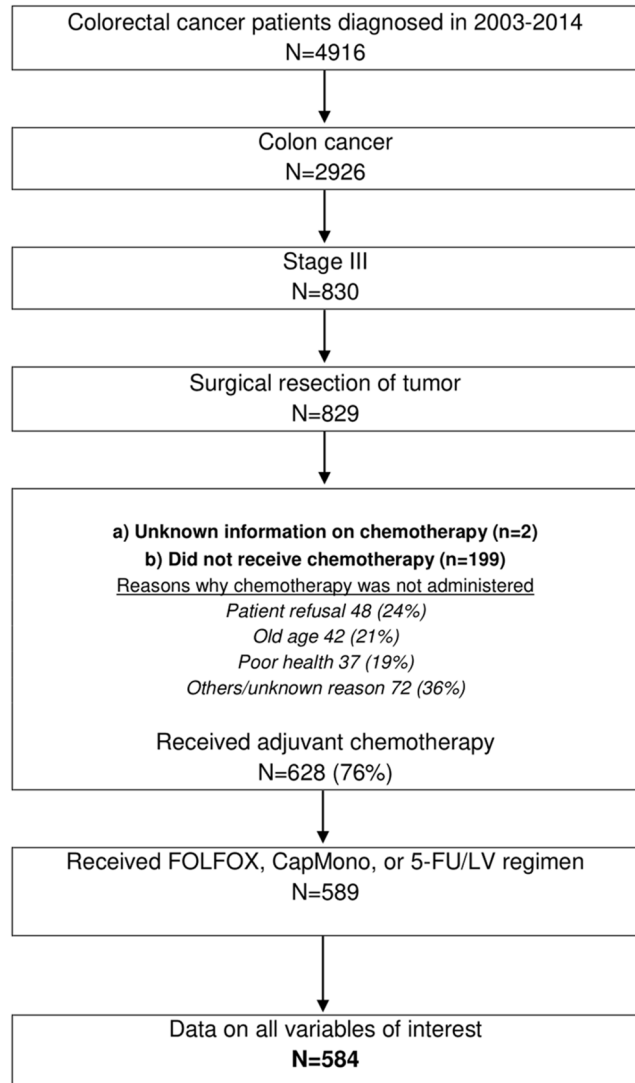 Colorectal cancer patients diagnosed in 2003-2014
N=4916
Colon cancer
N=2926
Stage III
N=830
Surgical resection of tumor
N=829
a) Unknown information on chemotherapy (n=2)
b) Did not receive chemotherapy (n=199)
Reasons why chemotherapy was not administered
Patient refusal 48 (24%)
Old age 42 (21%)
Poor health 37 (19%)
Others/unknown reason 72 (36%)
Received adjuvant chemotherapy
N=628 (76%)
Received FOLFOX, CapMono, or 5-FU/LV regimen
N=589
Data on all variables of interest
N=584